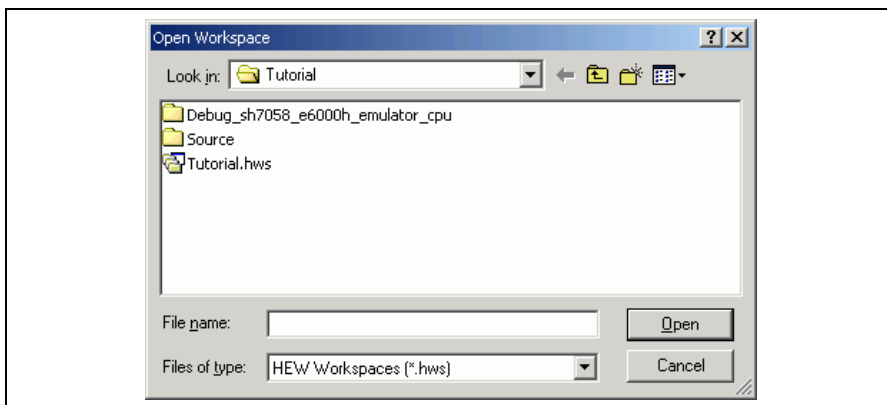 Open Workspace
Look in: Tutorial
Debug_sh7058_e6000h_emulator_cpu
Source
Tutorial.hws
File name:
Open
Files of type: HEW Workspaces (*.hws)
Cancel